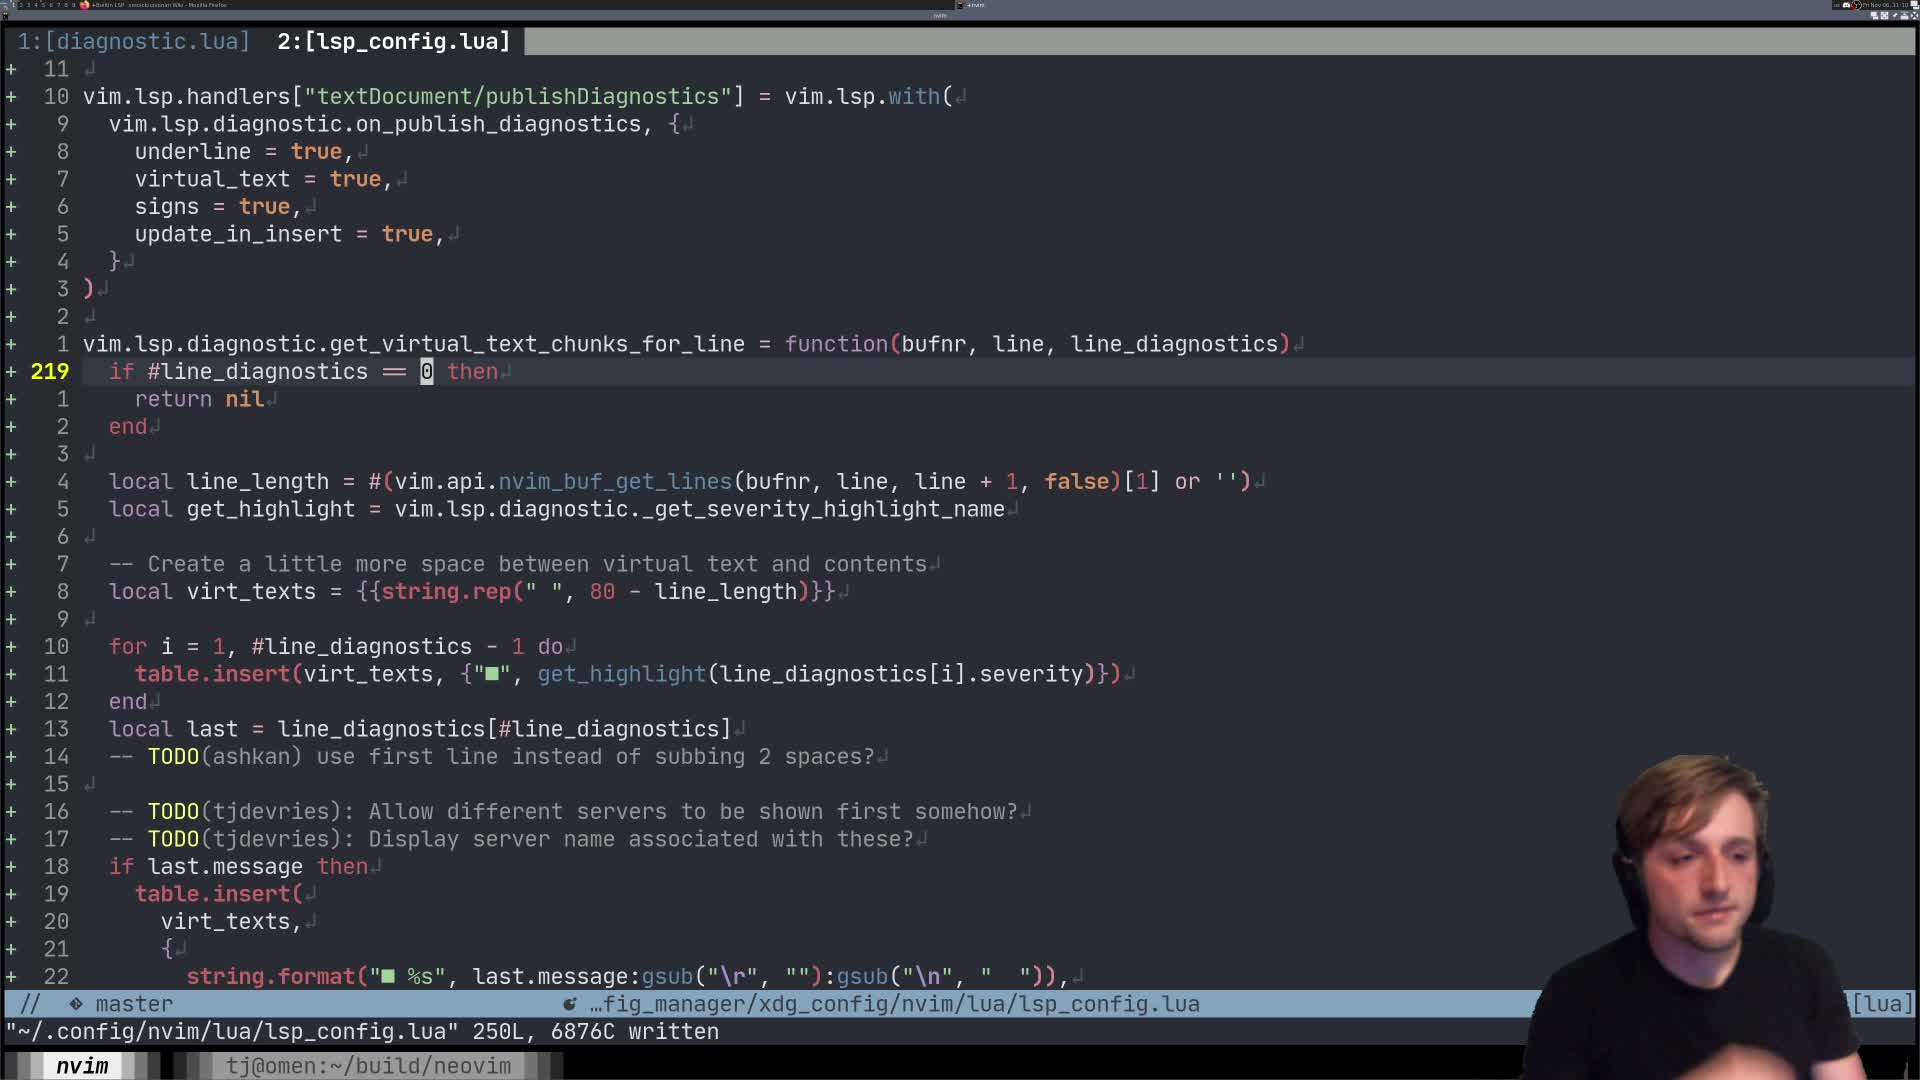 1:[diagnostic.lua] 2:[lsp_config.lua]
+ 11
+ 10 vim.lsp.handlers["textDocument/publishDiagnostics"] = vim.lsp.with(
+ 9 vim.lsp.diagnostic.on_publish_diagnostics, {
+ 8 underline = true,
+ 7 virtual_text = true,
+ 6 signs = true,
+ 5 update_in_insert = true,
+ 4 }
+ 3 )
+ 2
+ 1 vim.lsp.diagnostic.get_virtual_text_chunks_for_line = function(bufnr, line, line_diagnostics)
+ 219 if #line_diagnostics == 0 then
+ 1 return nil
+ 2 end
+ 3
+ 4 local line_length = #(vim.api.nvim_buf_get_lines(bufnr, line, line + 1, false)[1] or '')
+ 5 local get_highlight = vim.lsp.diagnostic._get_severity_highlight_name
+ 6
+ 7 -- Create a little more space between virtual text and contents
+ 8 local virt_texts = {{string.rep(" ", 80 - line_length)}}
+ 9
+ 10 for i = 1, #line_diagnostics - 1 do
+ 11 table.insert(virt_texts, {"■", get_highlight(line_diagnostics[i].severity)})
+ 12 end
+ 13 local last = line_diagnostics[#line_diagnostics]
+ 14 -- TODO(ashkan) use first line instead of subbing 2 spaces?
+ 15
+ 16 -- TODO(tjdevries): Allow different servers to be shown first somehow?
+ 17 -- TODO(tjdevries): Display server name associated with these?
+ 18 if last.message then
+ 19 table.insert(
+ 20 virt_texts,
+ 21 {
+ 22 string.format("■ %s", last.message:gsub("\r", ""):gsub("\n", "  ")),
// master …fig_manager/xdg_config/nvim/lua/lsp_config.lua [lua]
"~/.config/nvim/lua/lsp_config.lua" 250L, 6876C written
nvim tj@omen:~/build/neovim